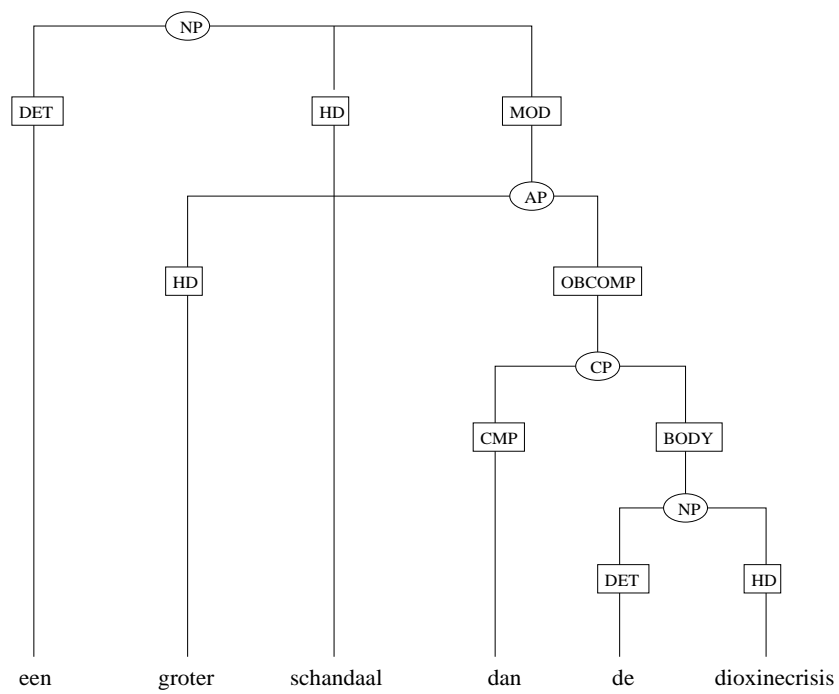 NP
DET HD MOD
AP
HD OBCOMP
CP
CMP BODY
NP
DET HD
een groter schandaal dan de dioxinecrisis